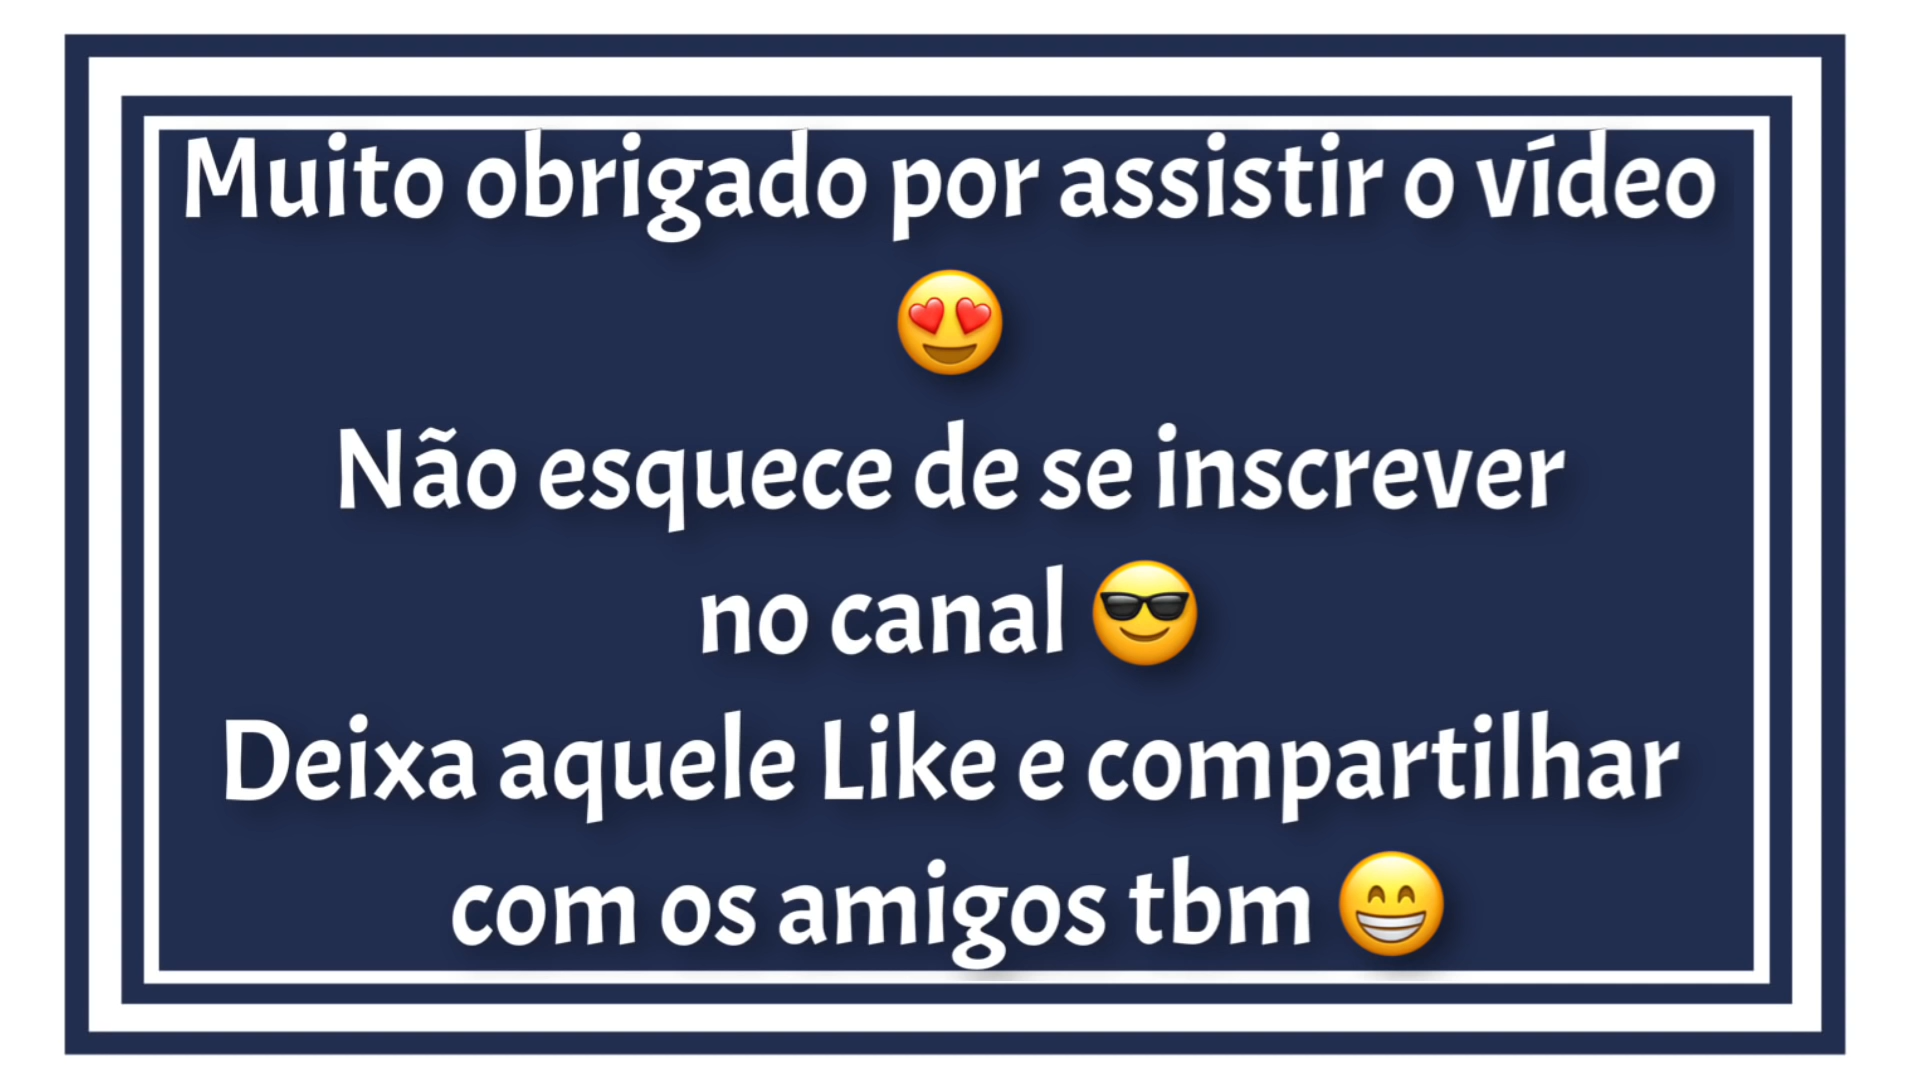 Muito obrigado por assistir o vídeo
😍
Não esquece de se inscrever
no canal 😎
Deixa aquele Like e compartilhar
com os amigos tbm 😁